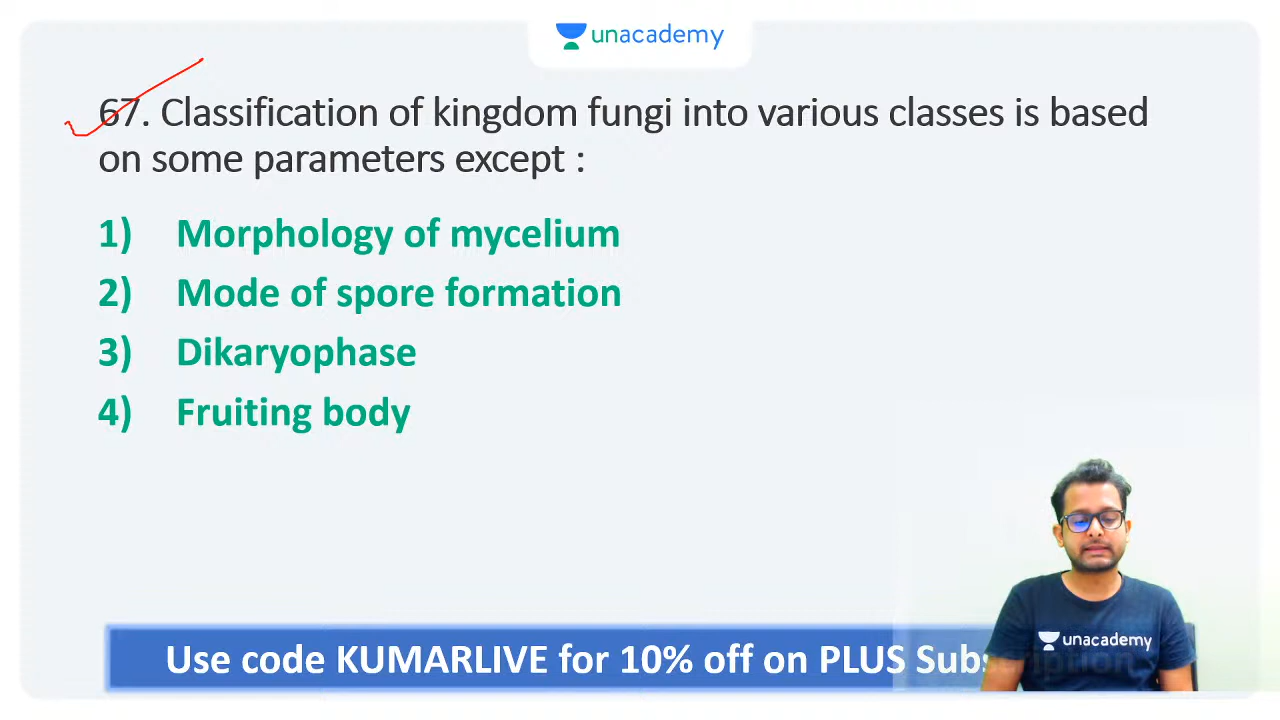 unacademy
67. Classification of kingdom fungi into various classes is based
on some parameters except :
1) Morphology of mycelium
2) Mode of spore formation
3) Dikaryophase
4) Fruiting body
unacademy
Use code KUMARLIVE for 10% off on PLUS Subscription